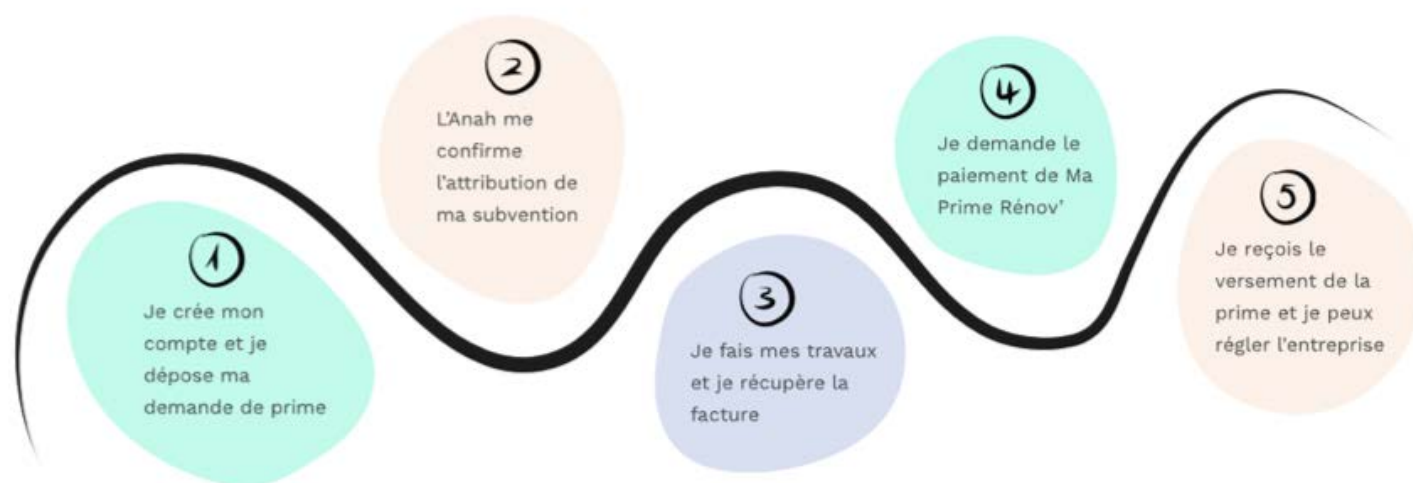 1
Je crée mon
compte et je
dépose ma
demande de prime
2
L'Anah me
confirme
l'attribution de
ma subvention
3
Je fais mes travaux
et je récupère la
facture
4
Je demande le
paiement de Ma
Prime Rénov'
5
Je reçois le
versement de la
prime et je peux
régler l'entreprise